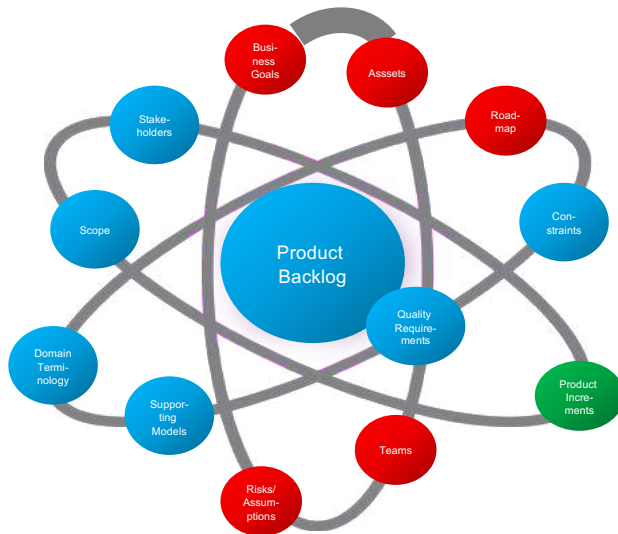 Busi-
ness
Goals
Asssets
Road-
map
Stake-
holders
Con-
straints
Scope
Product
Backlog
Quality
Require-
ments
Domain
Termi-
nology
Product
Incre-
ments
Suppor-
ting
Models
Teams
Risks/
Assum-
ptions